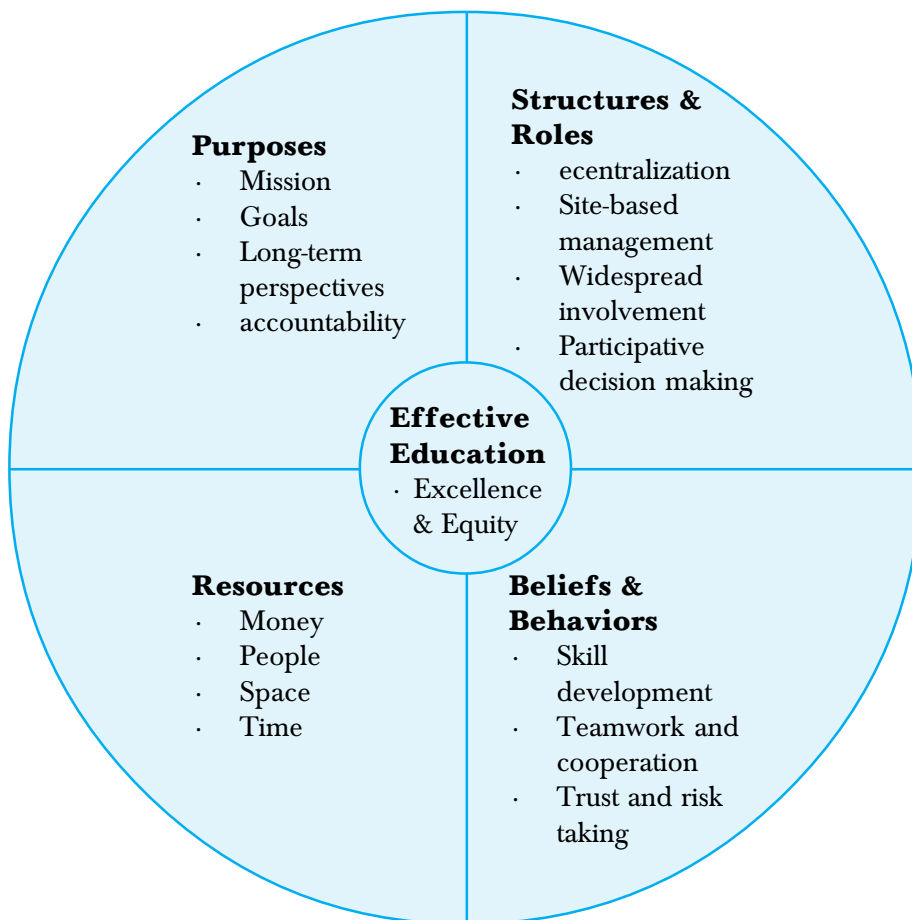 Purposes
· Mission
· Goals
· Long-term
perspectives
· accountability
Structures &
Roles
· ecentralization
· Site-based
management
· Widespread
involvement
· Participative
decision making
Effective
Education
· Excellence
& Equity
Resources
· Money
· People
· Space
· Time
Beliefs &
Behaviors
· Skill
development
· Teamwork and
cooperation
· Trust and risk
taking